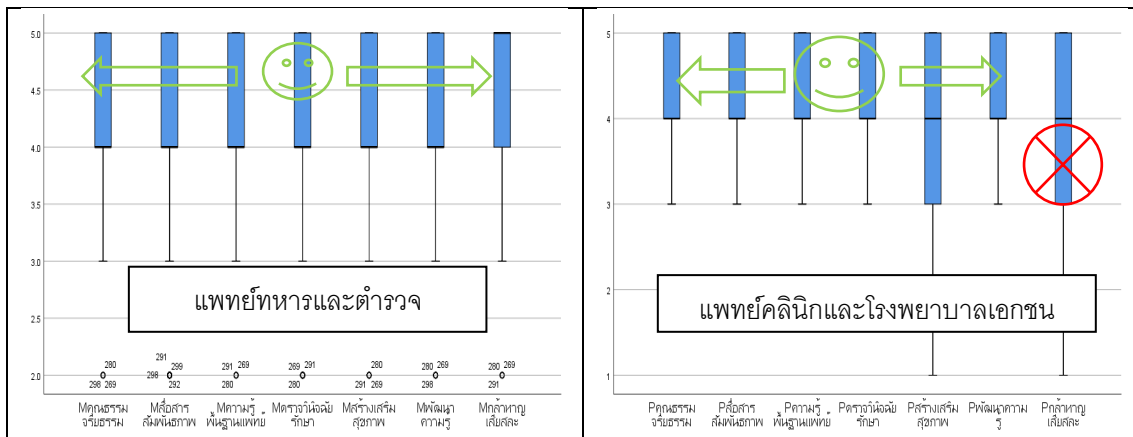 5.0
4.5
4.0
3.5
3.0
2.5
2.0
แพทย์ทหารและตำรวจ
280
298 269
291
299
298
292
291 269
280
269 291
280
280
291 269
280 269
298
280 269
291
Mคุณธรรม
จริยธรรม
Mสื่อสาร
สัมพันธภาพ
Mความรู้
พื้นฐานแพทย์
Mตรวจวินิจฉัย
รักษา
Mสร้างเสริม
สุขภาพ
Mพัฒนา
ความรู้
Mกล้าหาญ
เสียสละ
5
4
3
2
1
แพทย์คลินิกและโรงพยาบาลเอกชน
Pคุณธรรม
จริยธรรม
Pสื่อสาร
สัมพันธภาพ
Pความรู้
พื้นฐานแพทย์
Pตรวจวินิจฉัย
รักษา
Pสร้างเสริม
สุขภาพ
Pพัฒนาความ
รู้
Pกล้าหาญ
เสียสละ